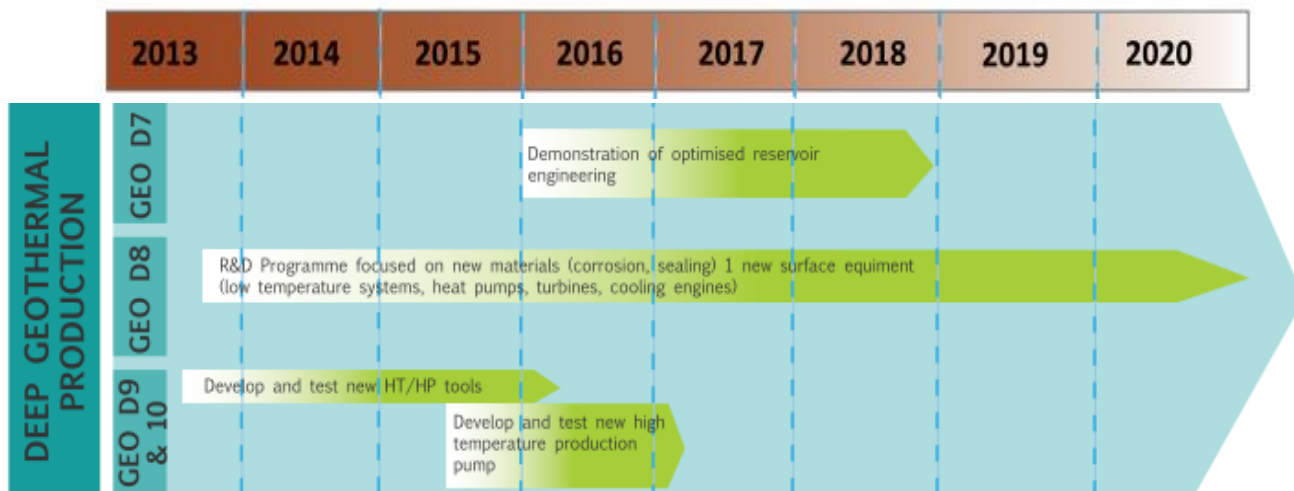 2013 2014 2015 2016 2017 2018 2019 2020
DEEP GEOTHERMAL
PRODUCTION
GEO D7
Demonstration of optimised reservoir
engineering
GEO D8
R&D Programme focused on new materials (corrosion, sealing) 1 new surface equiment
(low temperature systems, heat pumps, turbines, cooling engines)
GEO D9
& 10
Develop and test new HT/HP tools
Develop and test new high
temperature production
pump